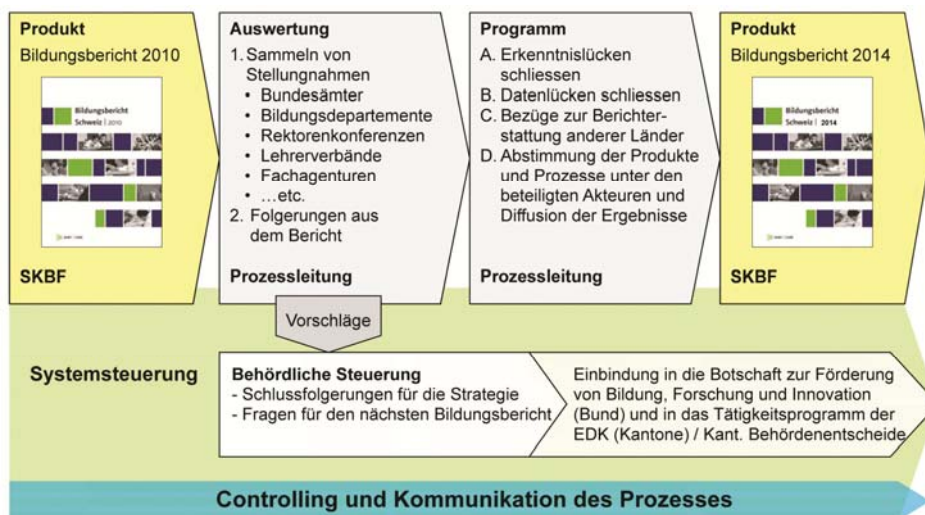 Produkt
Bildungsbericht 2010
Bildungsbericht
Schweiz | 2010
SKBF
Auswertung
1. Sammeln von
Stellungnahmen
• Bundesämter
• Bildungsdepartemente
• Rektorenkonferenzen
• Lehrerverbände
• Fachagenturen
• …etc.
2. Folgerungen aus
dem Bericht
Prozessleitung
Programm
A. Erkenntnislücken
schliessen
B. Datenlücken schliessen
C. Bezüge zur Berichter-
stattung anderer Länder
D. Abstimmung der Produkte
und Prozesse unter den
beteiligten Akteuren und
Diffusion der Ergebnisse
Prozessleitung
Produkt
Bildungsbericht 2014
Bildungsbericht
Schweiz | 2014
SKBF
Vorschläge
Systemsteuerung
Behördliche Steuerung
- Schlussfolgerungen für die Strategie
- Fragen für den nächsten Bildungsbericht
Einbindung in die Botschaft zur Förderung
von Bildung, Forschung und Innovation
(Bund) und in das Tätigkeitsprogramm der
EDK (Kantone) / Kant. Behördenentscheide
Controlling und Kommunikation des Prozesses